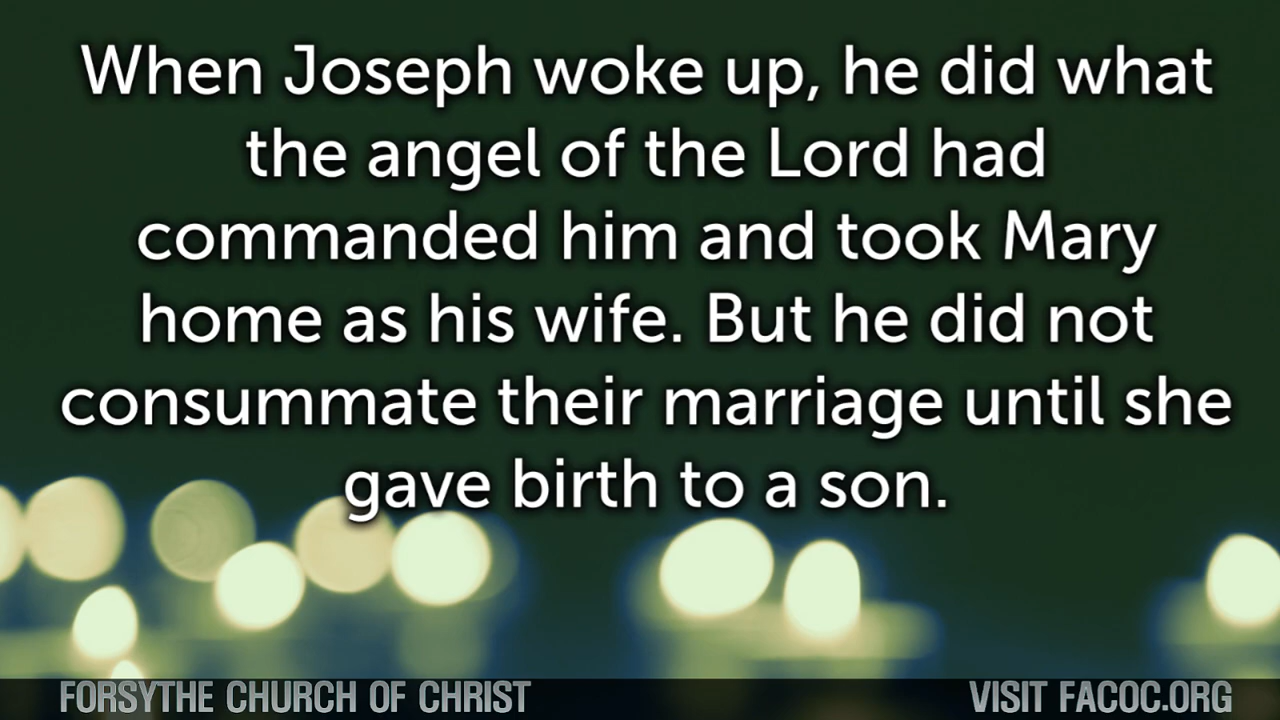 When Joseph woke up, he did what
the angel of the Lord had
commanded him and took Mary
home as his wife. But he did not
consummate their marriage until she
gave birth to a son.
FORSYTHE CHURCH OF CHRIST
VISIT FACOC.ORG